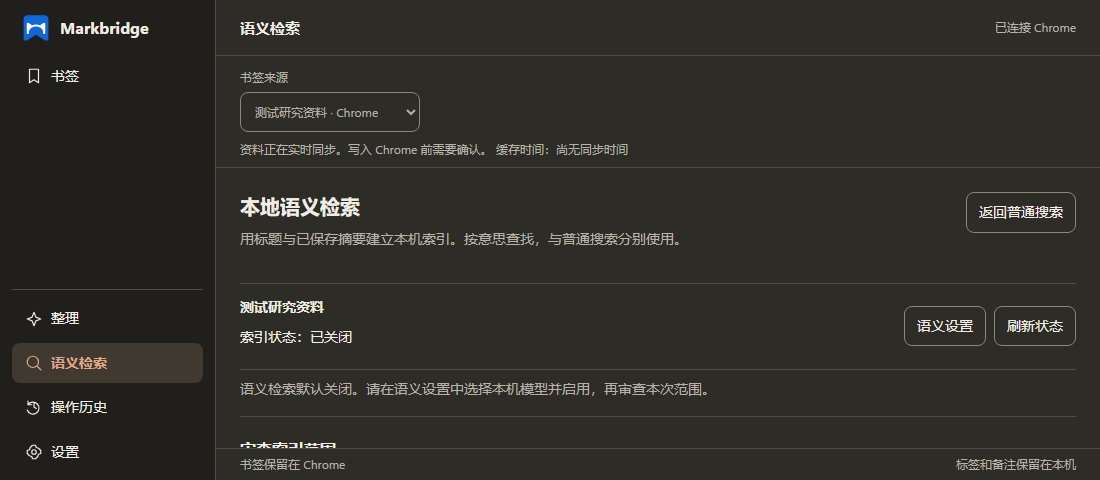 Markbridge
书签
整理
语义检索
操作历史
设置
语义检索
已连接 Chrome
书签来源
测试研究资料 · Chrome
资料正在实时同步。写入 Chrome 前需要确认。 缓存时间：尚无同步时间
本地语义检索
返回普通搜索
用标题与已保存摘要建立本机索引。按意思查找，与普通搜索分别使用。
测试研究资料
索引状态：已关闭
语义设置
刷新状态
语义检索默认关闭。请在语义设置中选择本机模型并启用，再审查本次范围。
审查索引范围
书签保留在 Chrome
标签和备注保留在本机